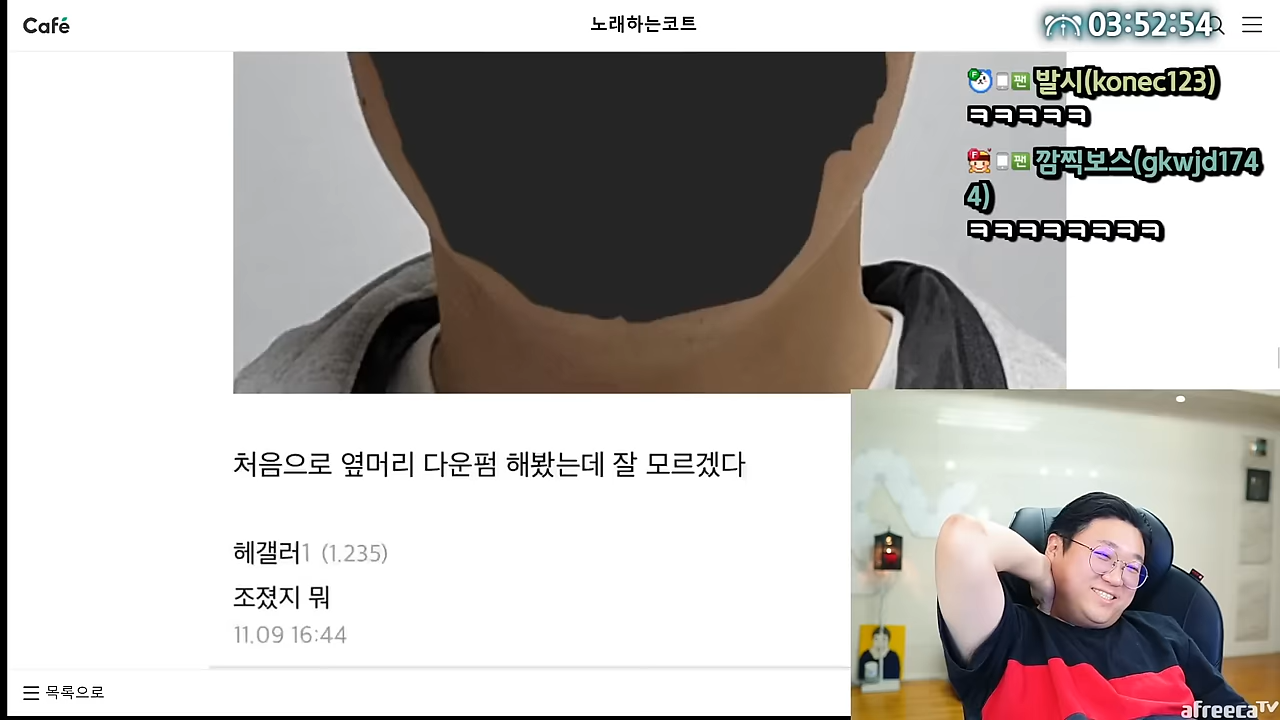 Café
노래하는코트
03:52:54
발시(konec123)
ㅋㅋㅋㅋㅋ
깜찍보스(gkwjd174
4)
ㅋㅋㅋㅋㅋㅋㅋㅋ
처음으로 옆머리 다운펌 해봤는데 잘 모르겠다
헤갤러1 (1.235)
조졌지 뭐
11.09 16:44
목록으로
afreecaTV